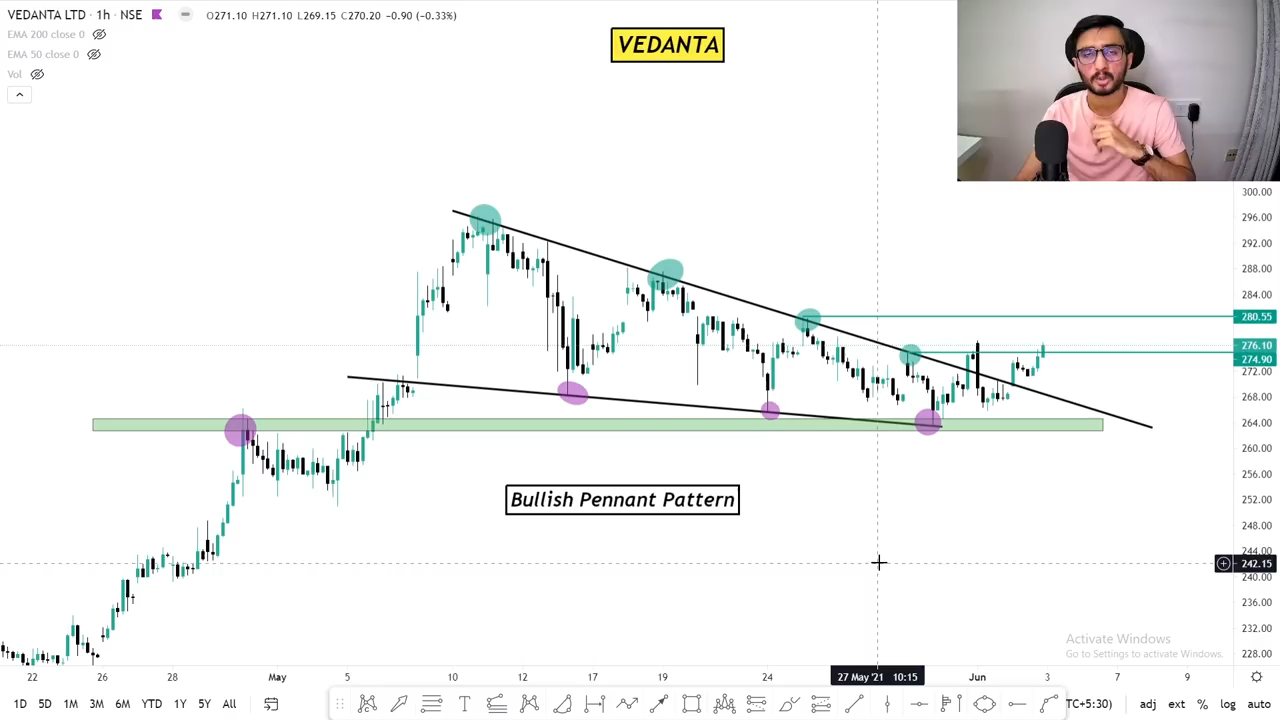 VEDANTA LTD · 1h · NSE
O271.10 H271.10 L269.15 C270.20 −0.90 (−0.33%)
EMA 200 close 0
EMA 50 close 0
Vol
VEDANTA
300.00
296.00
292.00
288.00
284.00
280.55
276.10
274.90
272.00
268.00
264.00
260.00
256.00
252.00
248.00
244.00
242.15
240.00
236.00
232.00
228.00
Bullish Pennant Pattern
Activate Windows
Go to Settings to activate Windows.
22 26 28 May 5 10 12 17 19 24 27 May '21 10:15 Jun 3 7 9
1D 5D 1M 3M 6M YTD 1Y 5Y All
TC+5:30) adj ext % log auto